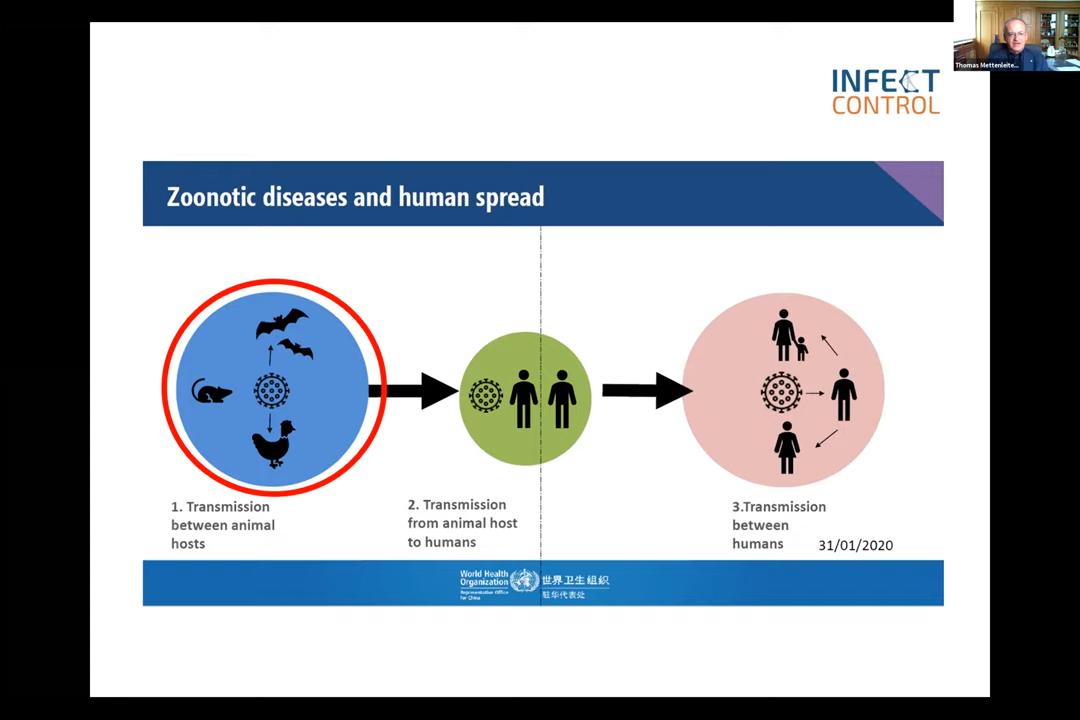 Thomas Mettenleite...
INFECT
CONTROL
Zoonotic diseases and human spread
1. Transmission
between animal
hosts
2. Transmission
from animal host
to humans
3.Transmission
between
humans
31/01/2020
World Health
Organization
Representative Office
for China
世界卫生组织
驻华代表处